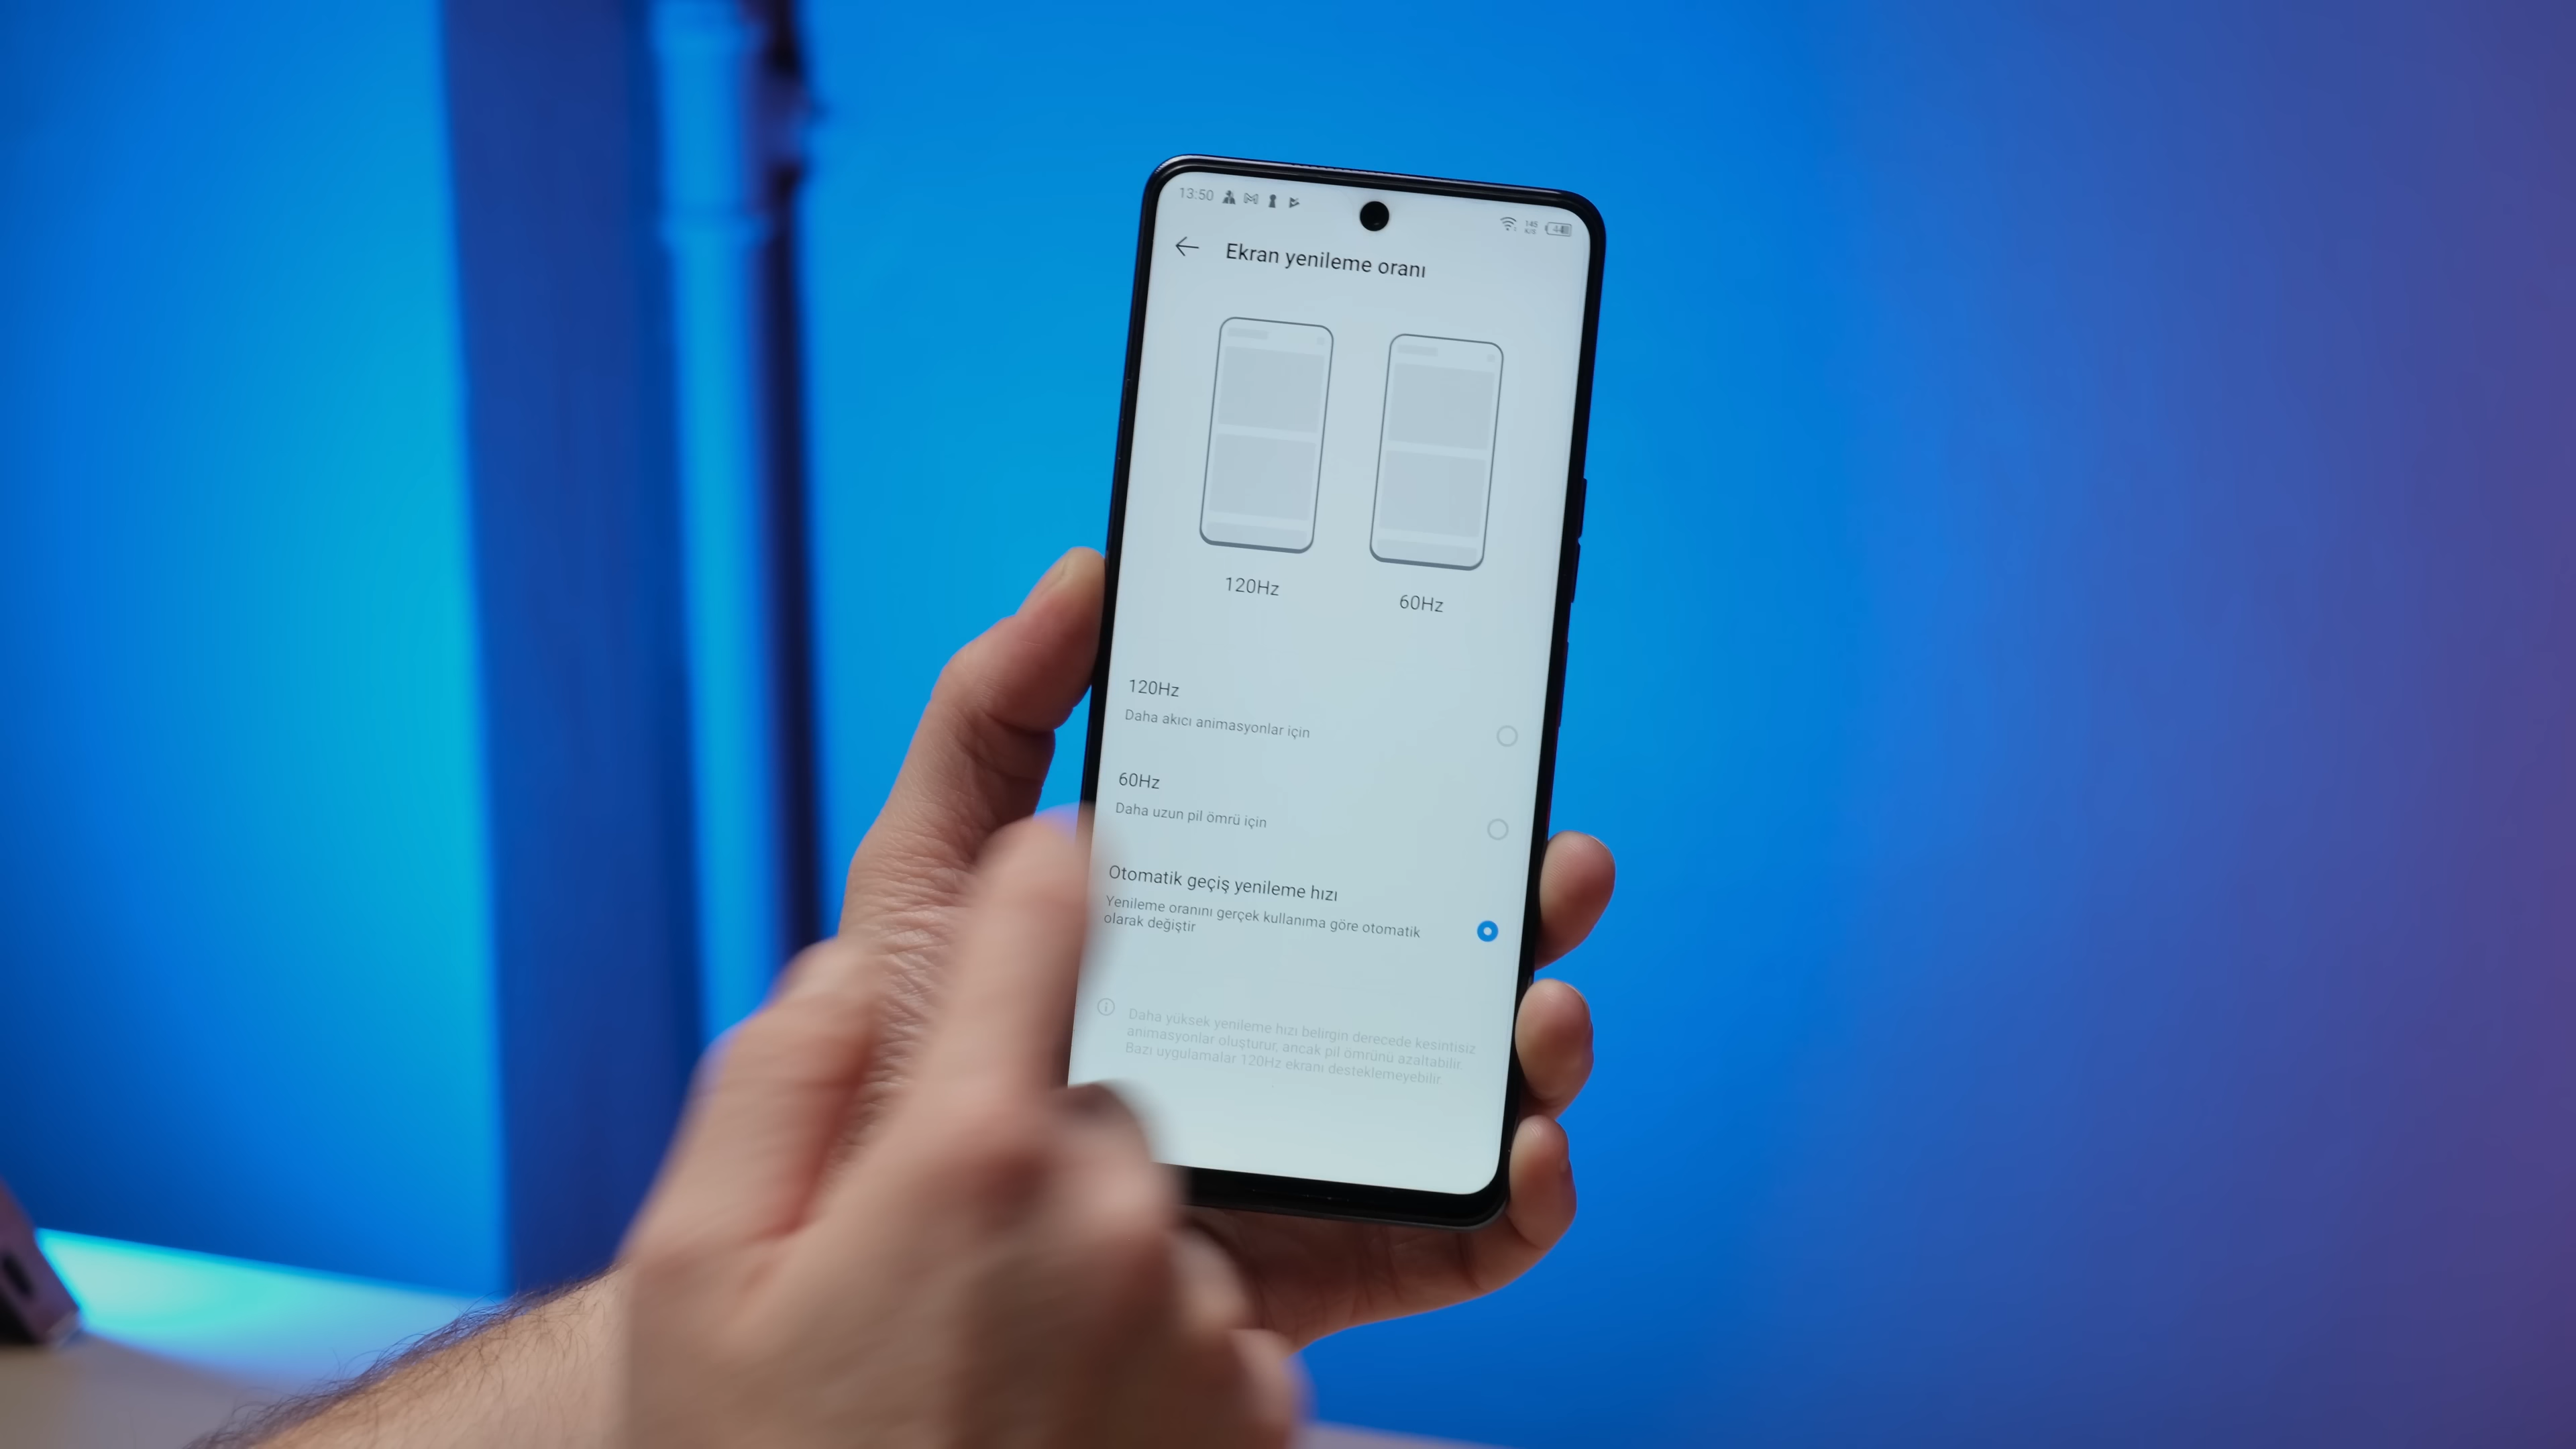 13:50
145
K/S
44
Ekran yenileme oranı
120Hz
60Hz
120Hz
Daha akıcı animasyonlar için
60Hz
Daha uzun pil ömrü için
Otomatik geçiş yenileme hızı
Yenileme oranını gerçek kullanıma göre otomatik
olarak değiştir
Daha yüksek yenileme hızı belirgin derecede kesintisiz
animasyonlar oluşturur, ancak pil ömrünü azaltabilir.
Bazı uygulamalar 120Hz ekranı desteklemeyebilir.